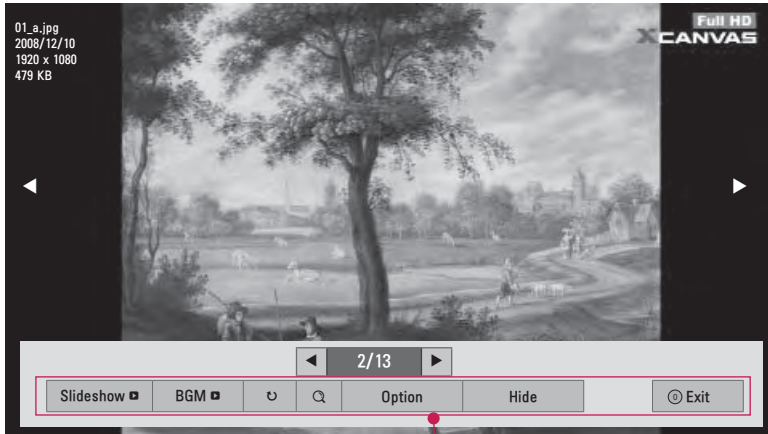 01_a.jpg
2008/12/10
1920 x 1080
479 KB
Full HD
XCANVAS
2/13
Slideshow BGM Option Hide Exit